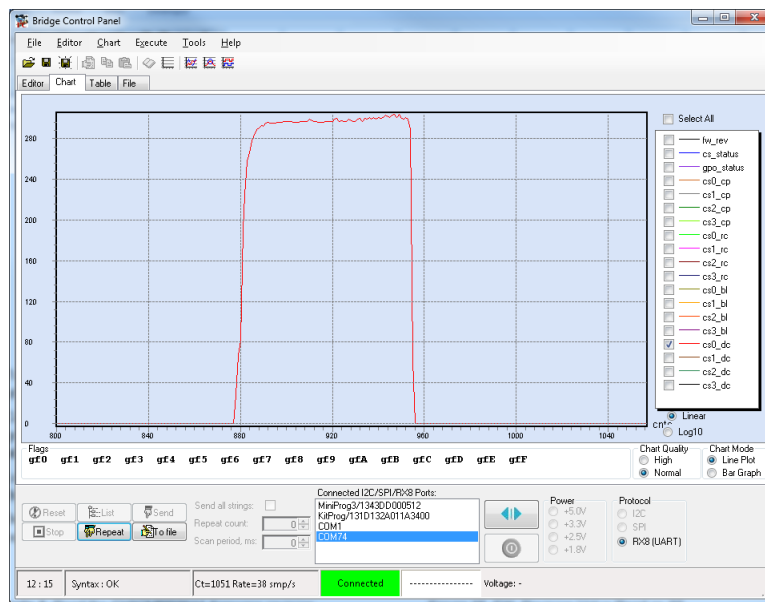 Bridge Control Panel
File Editor Chart Execute Tools Help
Editor Chart Table File
280
240
200
160
120
80
40
0
800 840 880 920 960 1000 1040
Select All
fw_rev
cs_status
gpo_status
cs0_cp
cs1_cp
cs2_cp
cs3_cp
cs0_rc
cs1_rc
cs2_rc
cs3_rc
cs0_bl
cs1_bl
cs2_bl
cs3_bl
cs0_dc
cs1_dc
cs2_dc
cs3_dc
Linear
Log10
Flags
gf0 gf1 gf2 gf3 gf4 gf5 gf6 gf7 gf8 gf9 gfA gfB gfC gfD gfE gfF
Chart Quality
High
Normal
Chart Mode
Line Plot
Bar Graph
Reset List Send
Stop Repeat To file
Send all strings:
Repeat count: 0
Scan period, ms: 0
Connected I2C/SPI/RX8 Ports:
MiniProg3/1343DD000512
KitProg/131D132A011A3400
COM1
COM74
Power
+5.0V
+3.3V
+2.5V
+1.8V
Protocol
I2C
SPI
RX8 (UART)
12 : 15 Syntax : OK Ct=1051 Rate=38 smp/s Connected Voltage: -